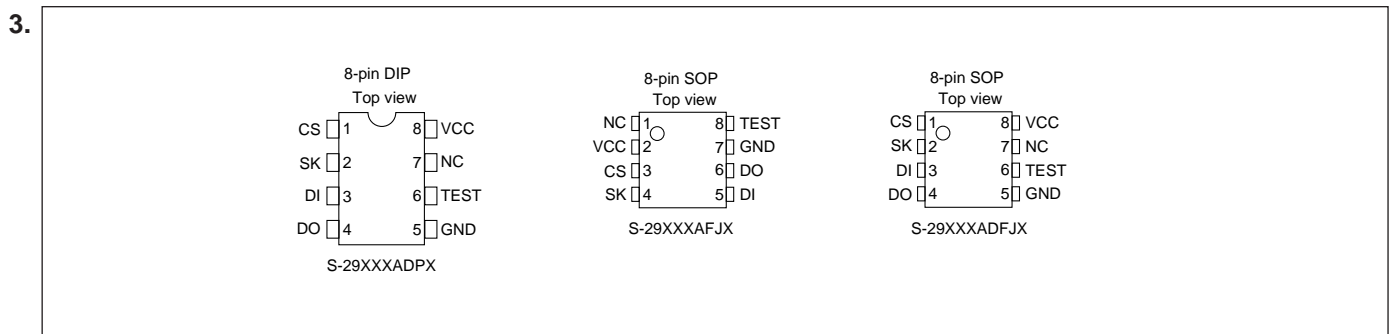 3.
8-pin DIP
Top view
CS 1 8 VCC
SK 2 7 NC
DI 3 6 TEST
DO 4 5 GND
S-29XXXADPX
8-pin SOP
Top view
NC 1 8 TEST
VCC 2 7 GND
CS 3 6 DO
SK 4 5 DI
S-29XXXAFJX
8-pin SOP
Top view
CS 1 8 VCC
SK 2 7 NC
DI 3 6 TEST
DO 4 5 GND
S-29XXXADFJX